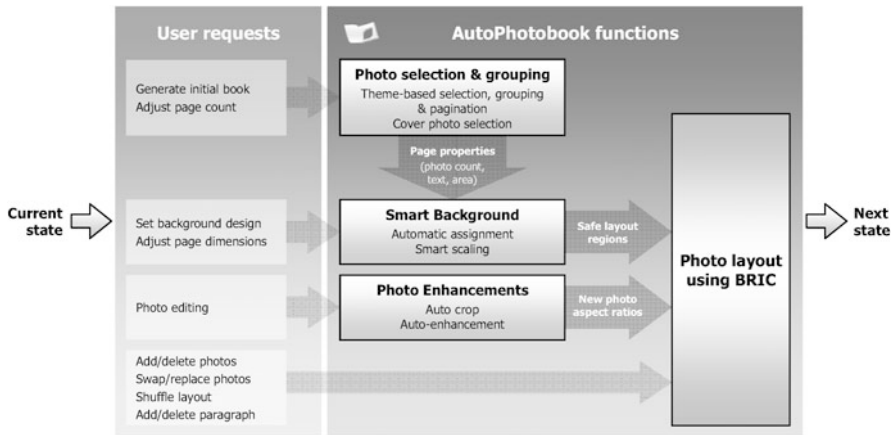 User requests
AutoPhotobook functions
Generate initial book
Adjust page count
Photo selection & grouping
Theme-based selection, grouping
& pagination
Cover photo selection
Page properties
(photo count,
text, area)
Current
state
Set background design
Adjust page dimensions
Smart Background
Automatic assignment
Smart scaling
Safe layout
regions
Photo editing
Photo Enhancements
Auto crop
Auto-enhancement
New photo
aspect ratios
Add/delete photos
Swap/replace photos
Shuffle layout
Add/delete paragraph
Photo layout
using BRIC
Next
state